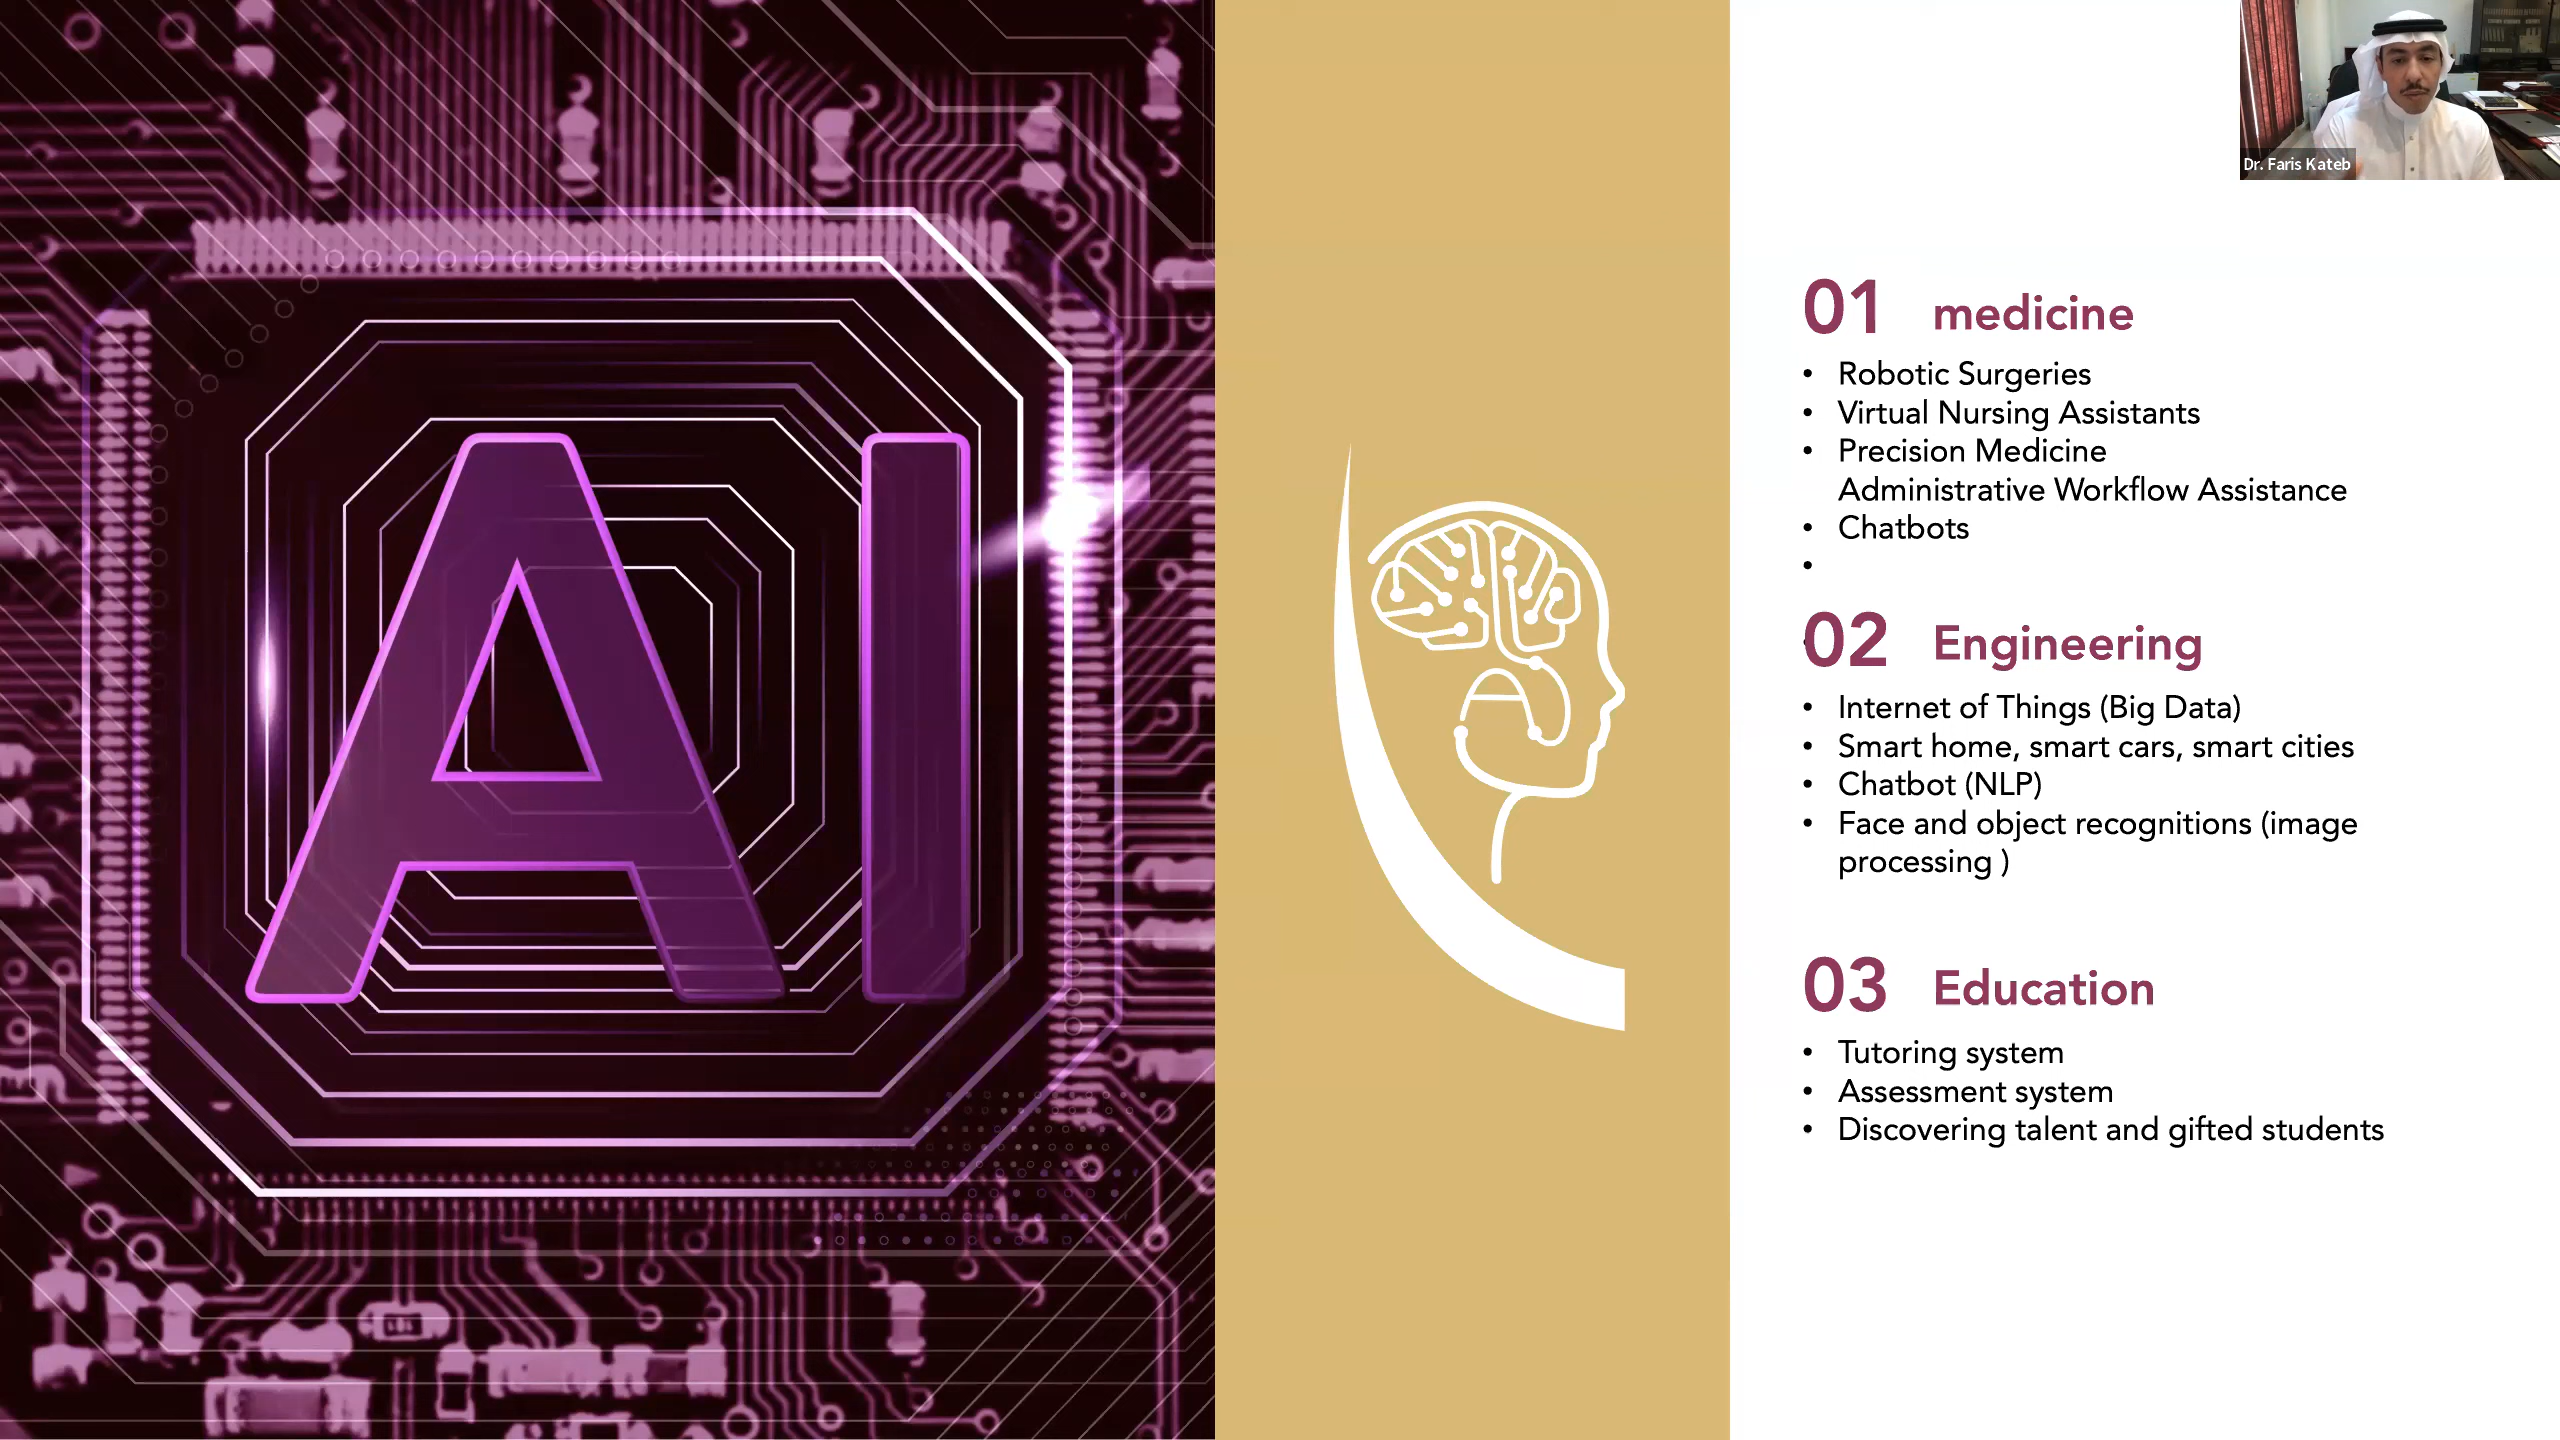 AI
Dr. Faris Kateb
01 medicine
• Robotic Surgeries
• Virtual Nursing Assistants
• Precision Medicine
Administrative Workflow Assistance
• Chatbots
•
02 Engineering
• Internet of Things (Big Data)
• Smart home, smart cars, smart cities
• Chatbot (NLP)
• Face and object recognitions (image
processing )
03 Education
• Tutoring system
• Assessment system
• Discovering talent and gifted students